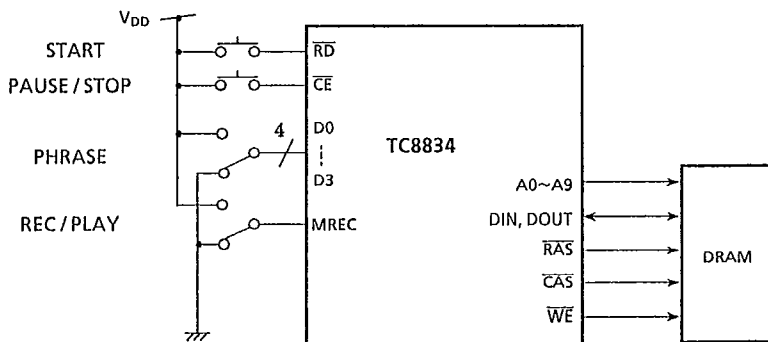 VDD
START
RD
PAUSE / STOP
CE
4
D0
PHRASE
D3
REC / PLAY
MREC
TC8834
A0~A9
DIN, DOUT
RAS
CAS
WE
DRAM